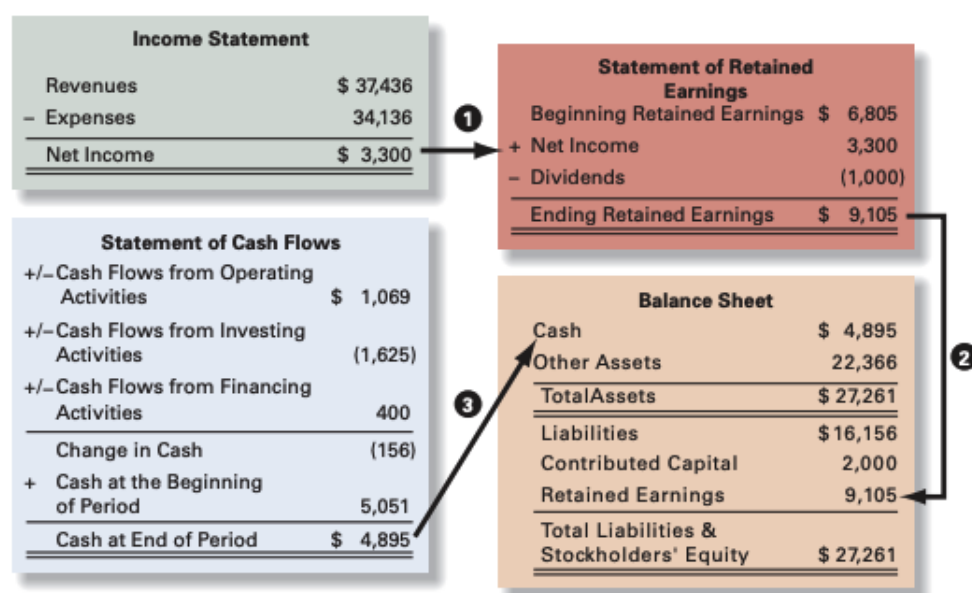 Income Statement
Revenues $ 37,436
– Expenses 34,136
Net Income $ 3,300
1
Statement of Retained
Earnings
Beginning Retained Earnings $ 6,805
+ Net Income 3,300
– Dividends (1,000)
Ending Retained Earnings $ 9,105
2
Statement of Cash Flows
+/– Cash Flows from Operating
Activities $ 1,069
+/– Cash Flows from Investing
Activities (1,625)
+/– Cash Flows from Financing
Activities 400
Change in Cash (156)
+ Cash at the Beginning
of Period 5,051
Cash at End of Period $ 4,895
3
Balance Sheet
Cash $ 4,895
Other Assets 22,366
TotalAssets $ 27,261
Liabilities $16,156
Contributed Capital 2,000
Retained Earnings 9,105
Total Liabilities &
Stockholders' Equity $ 27,261